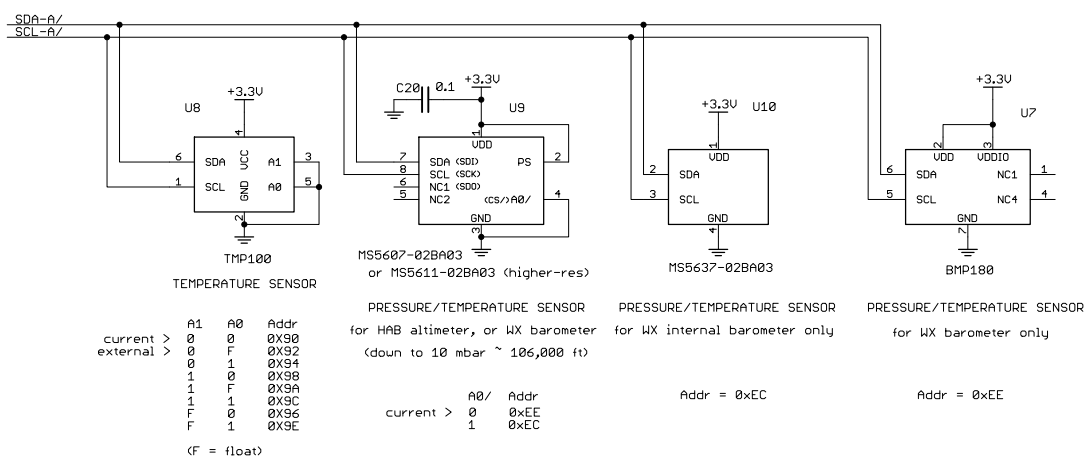 SDA-A/
SCL-A/
U8
+3.3V
4
VCC
6 SDA A1 3
1 SCL A0 5
GND
2
TMP100
TEMPERATURE SENSOR
A1 A0 Addr
current > 0 0 0X90
external > 0 F 0X92
0 1 0X94
1 0 0X98
1 F 0X9A
1 1 0X9C
F 0 0X96
F 1 0X9E
(F = float)
C20 0.1
+3.3V
U9
1
VDD
7 SDA (SDI) PS 2
8 SCL (SCK)
6 NC1 (SDO)
5 NC2 (CS/)A0/ 4
GND
3
MS5607-02BA03
or MS5611-02BA03 (higher-res)
PRESSURE/TEMPERATURE SENSOR
for HAB altimeter, or WX barometer
(down to 10 mbar ~ 106,000 ft)
A0/ Addr
current > 0 0xEE
1 0xEC
+3.3V
U10
1
VDD
2 SDA
3 SCL
GND
4
MS5637-02BA03
PRESSURE/TEMPERATURE SENSOR
for WX internal barometer only
Addr = 0xEC
+3.3V
U7
2 3
VDD VDDIO
6 SDA NC1 1
5 SCL NC4 4
GND
7
BMP180
PRESSURE/TEMPERATURE SENSOR
for WX barometer only
Addr = 0xEE